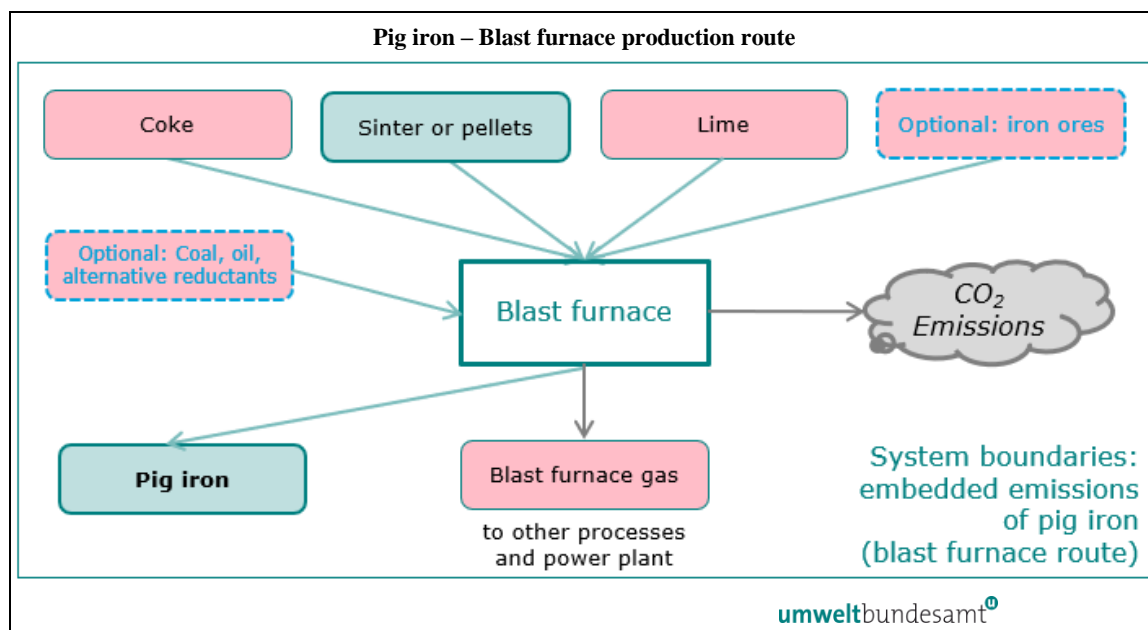 Pig iron – Blast furnace production route
Coke
Sinter or pellets
Lime
Optional: iron ores
Optional: Coal, oil,
alternative reductants
Blast furnace
CO₂
Emissions
Pig iron
Blast furnace gas
to other processes
and power plant
System boundaries:
embedded emissions
of pig iron
(blast furnace route)
umweltbundesamt ᵘ